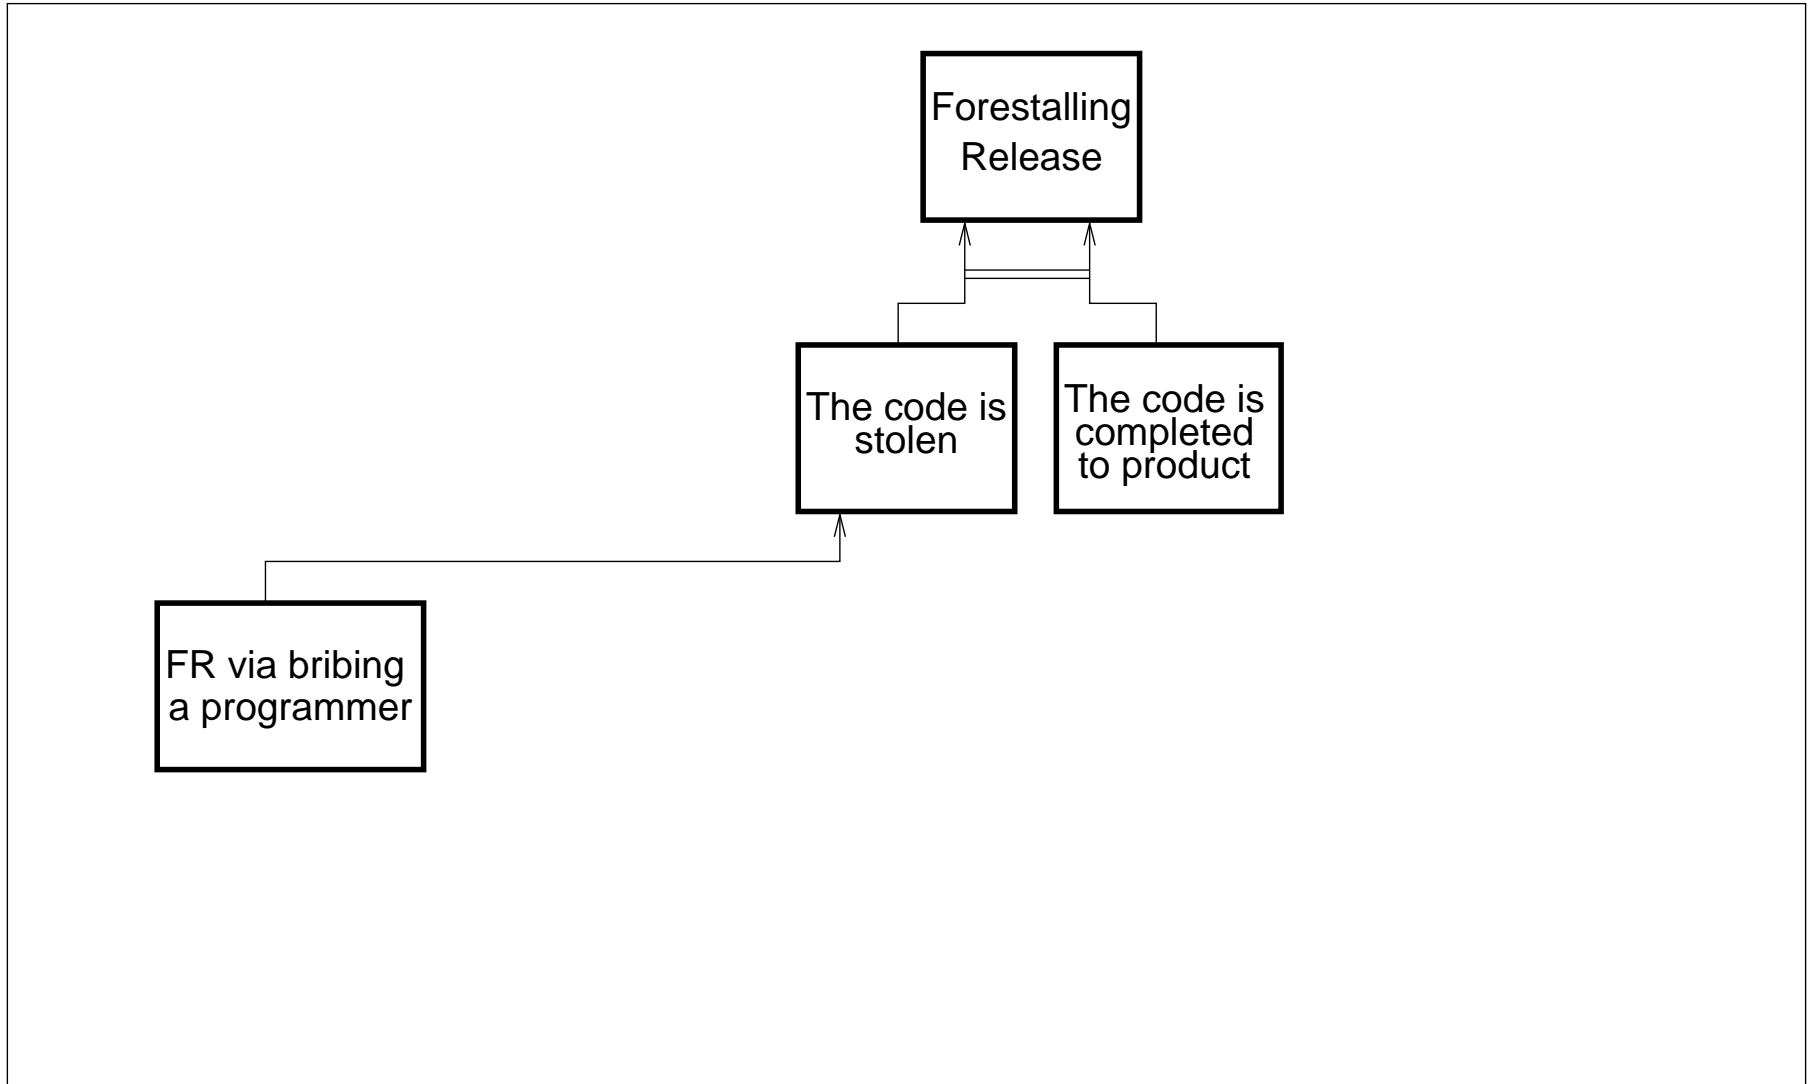 Forestalling
Release
The code is
stolen
The code is
completed
to product
FR via bribing
a programmer